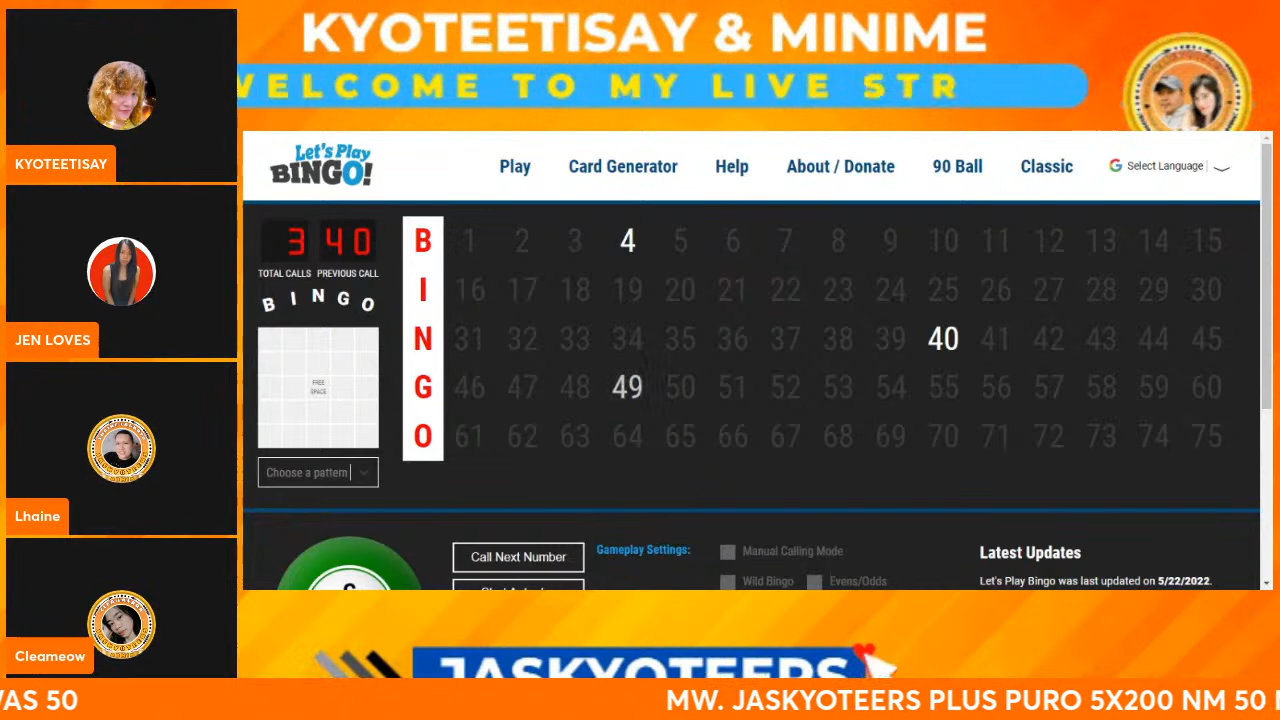 KYOTEETISAY & MINIME
WELCOME TO MY LIVE STR
KYOTEETISAY
JEN LOVES
Lhaine
Cleameow
Let's Play
BINGO!
Play Card Generator Help About / Donate 90 Ball Classic G Select Language
3 40
TOTAL CALLS PREVIOUS CALL
B I N G O
FREE
SPACE
Choose a pattern
B 1 2 3 4 5 6 7 8 9 10 11 12 13 14 15
I 16 17 18 19 20 21 22 23 24 25 26 27 28 29 30
N 31 32 33 34 35 36 37 38 39 40 41 42 43 44 45
G 46 47 48 49 50 51 52 53 54 55 56 57 58 59 60
O 61 62 63 64 65 66 67 68 69 70 71 72 73 74 75
Call Next Number
Gameplay Settings:
Manual Calling Mode
Wild Bingo Evens/Odds
Latest Updates
Let's Play Bingo was last updated on 5/22/2022.
JASKYOTEERS
VAS 50 MW. JASKYOTEERS PLUS PURO 5X200 NM 50